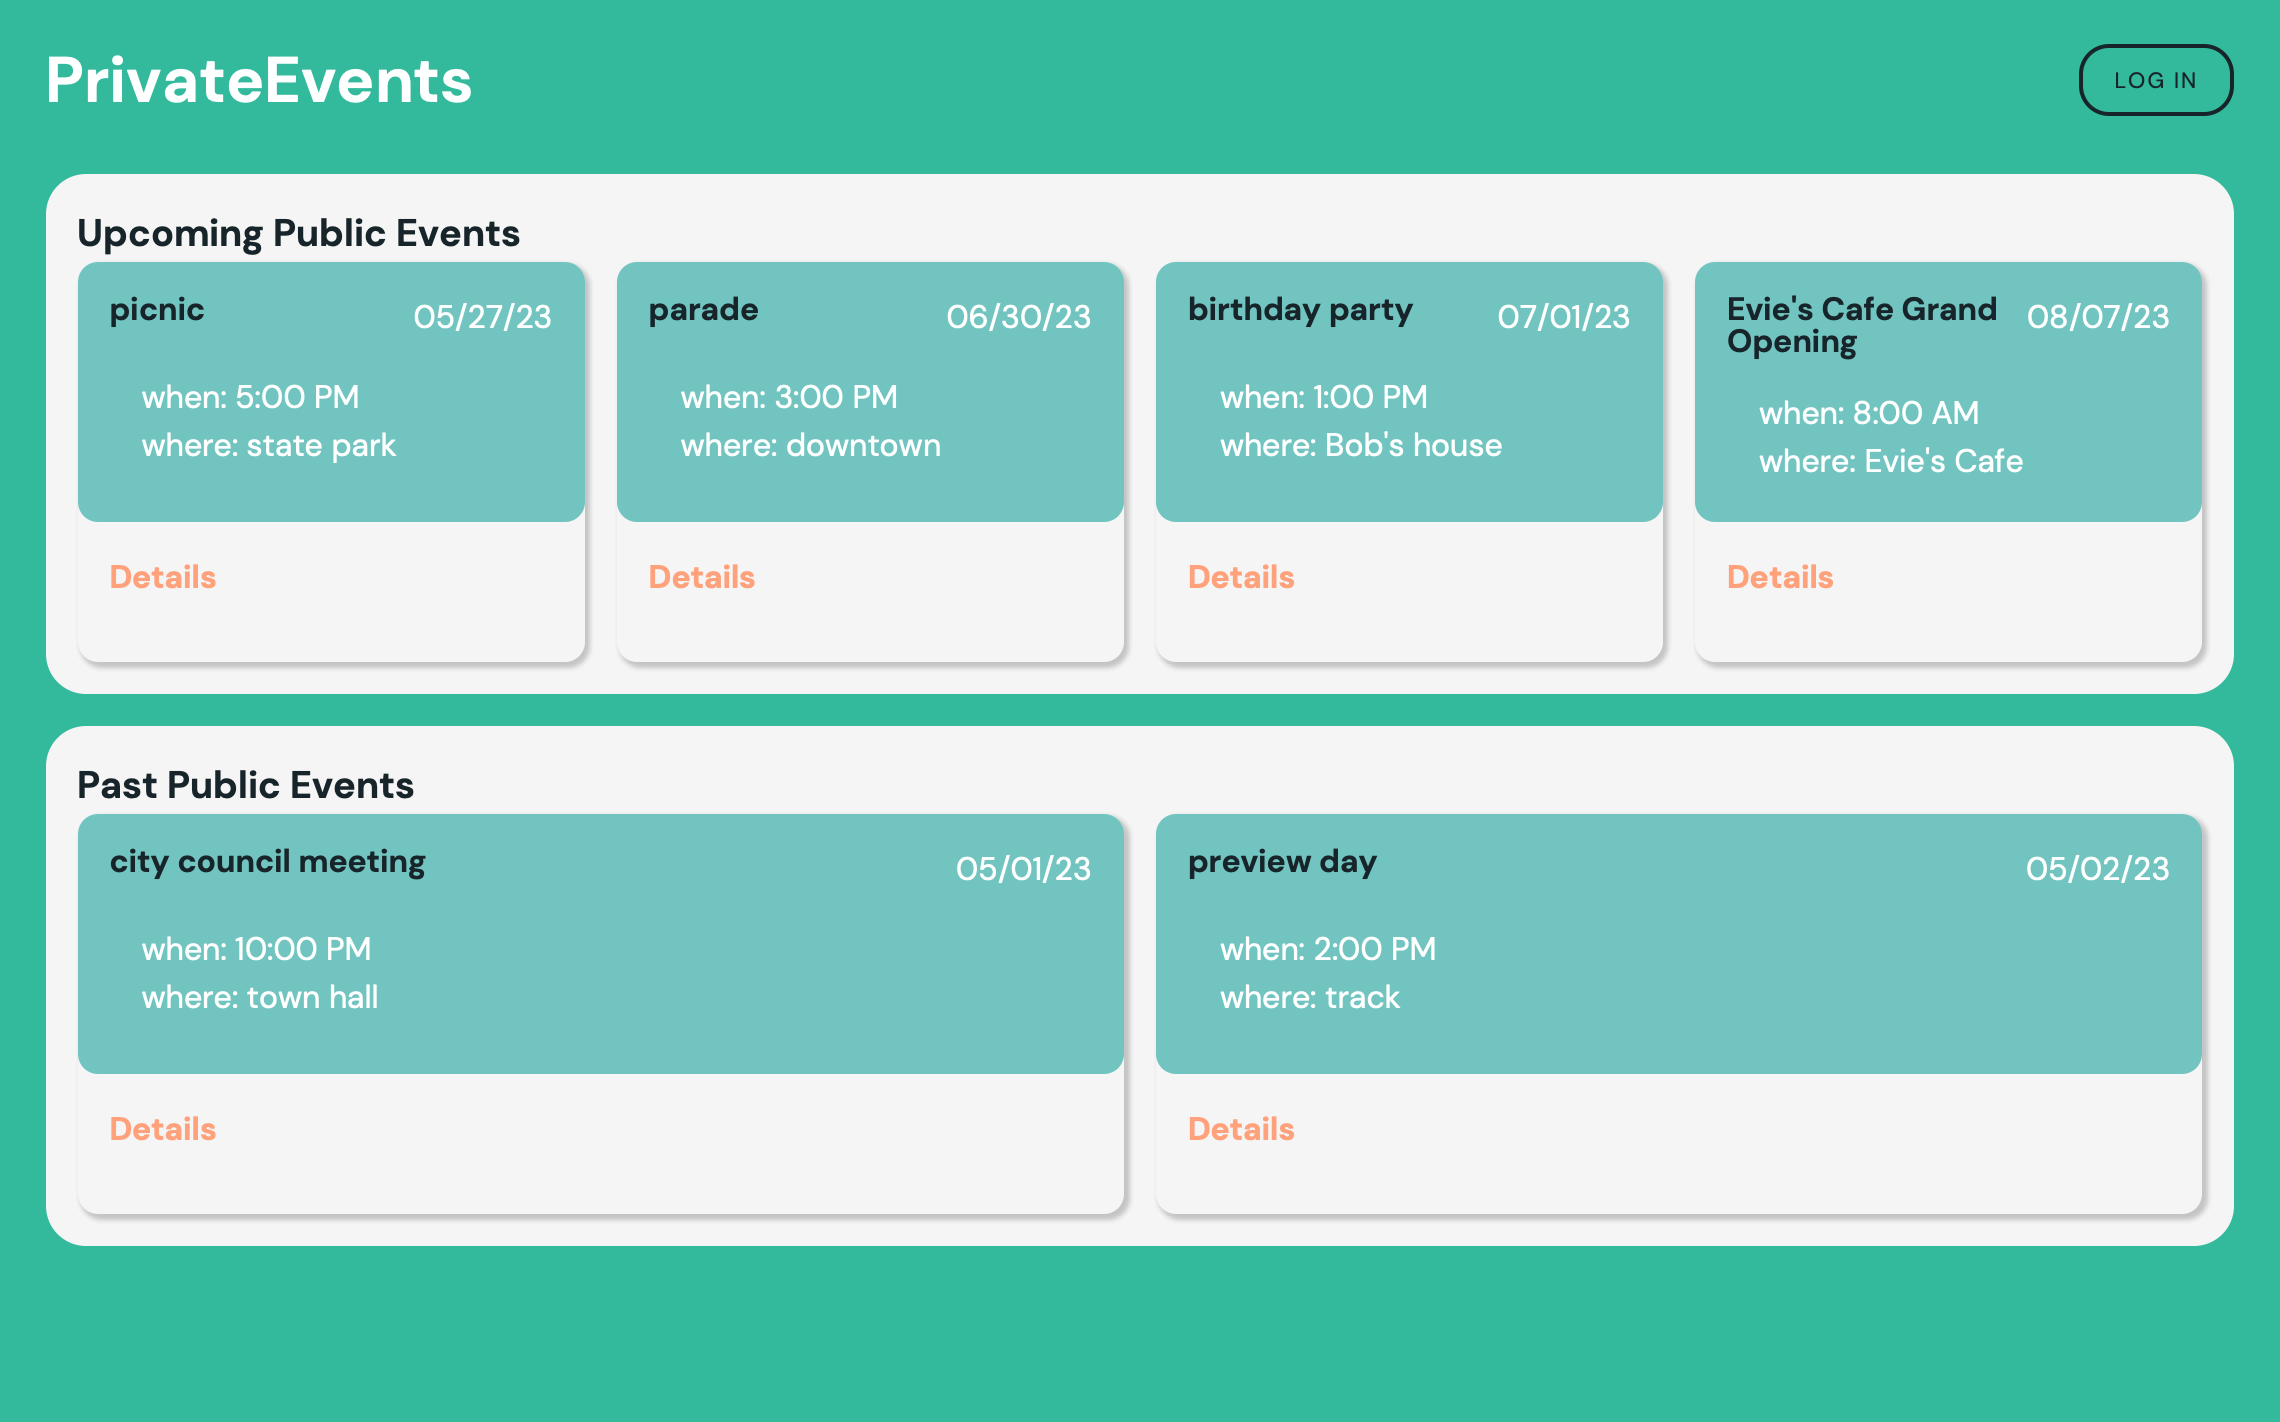 PrivateEvents
LOG IN
Upcoming Public Events
picnic
05/27/23
when: 5:00 PM
where: state park
Details
parade
06/30/23
when: 3:00 PM
where: downtown
Details
birthday party
07/01/23
when: 1:00 PM
where: Bob's house
Details
Evie's Cafe Grand
Opening
08/07/23
when: 8:00 AM
where: Evie's Cafe
Details
Past Public Events
city council meeting
05/01/23
when: 10:00 PM
where: town hall
Details
preview day
05/02/23
when: 2:00 PM
where: track
Details